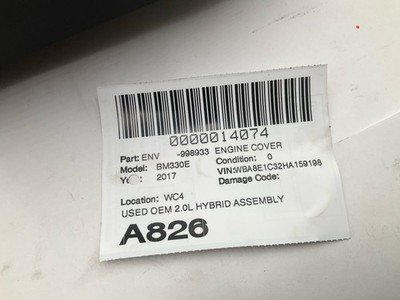 0000014074
Part: ENV -998933 ENGINE COVER
Model: BM330E Condition: 0
Year: 2017 VIN:WBA8E1C32HA159198
Damage Code:
Location: WC4
USED OEM 2.0L HYBRID ASSEMBLY
A826